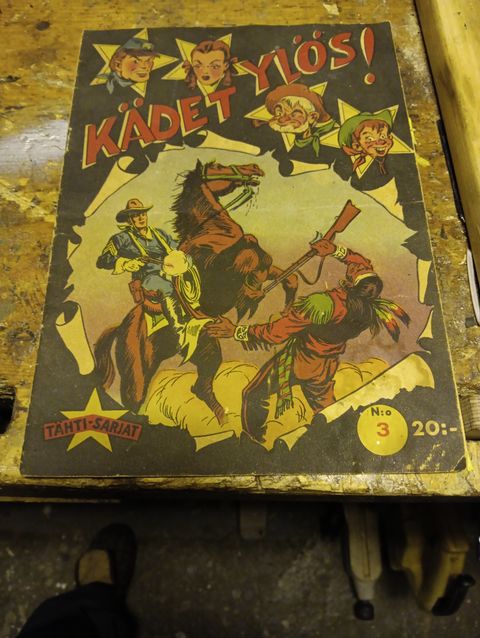 KÄDET YLÖS!
TÄHTI-SARJAT
N:o
3
20:-